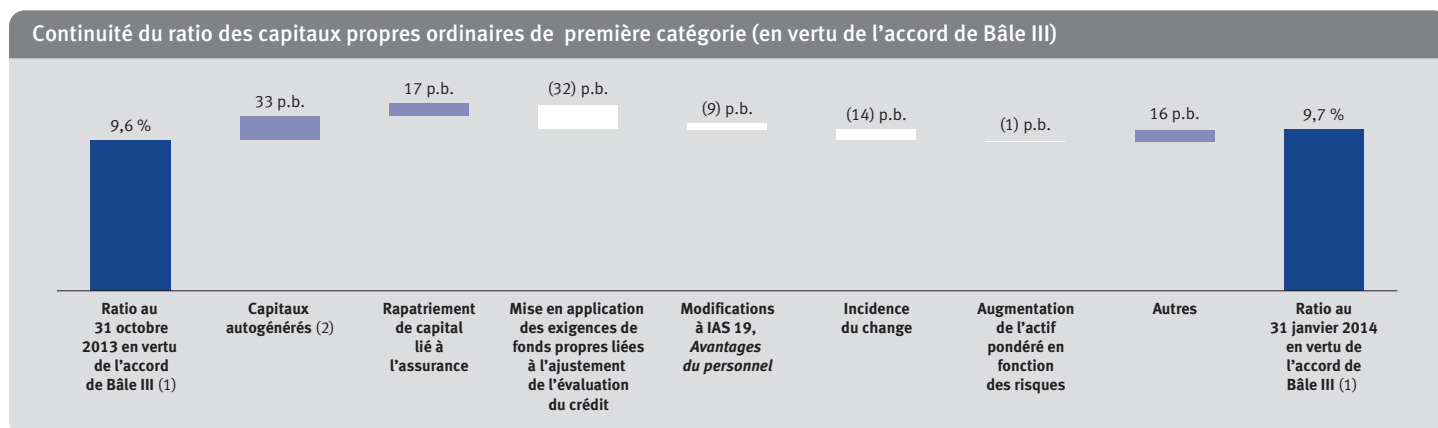 Continuité du ratio des capitaux propres ordinaires de première catégorie (en vertu de l’accord de Bâle III)
9,6 %
33 p.b.
17 p.b.
(32) p.b.
(9) p.b.
(14) p.b.
(1) p.b.
16 p.b.
9,7 %
Ratio au
31 octobre
2013 en vertu
de l’accord
de Bâle III (1)
Capitaux
autogénérés (2)
Rapatriement
de capital
lié à
l’assurance
Mise en application
des exigences de
fonds propres liées
à l’ajustement
de l’évaluation
du crédit
Modifications
à IAS 19,
Avantages
du personnel
Incidence
du change
Augmentation
de l’actif
pondéré en
fonction
des risques
Autres
Ratio au
31 janvier 2014
en vertu de
l’accord de
Bâle III (1)